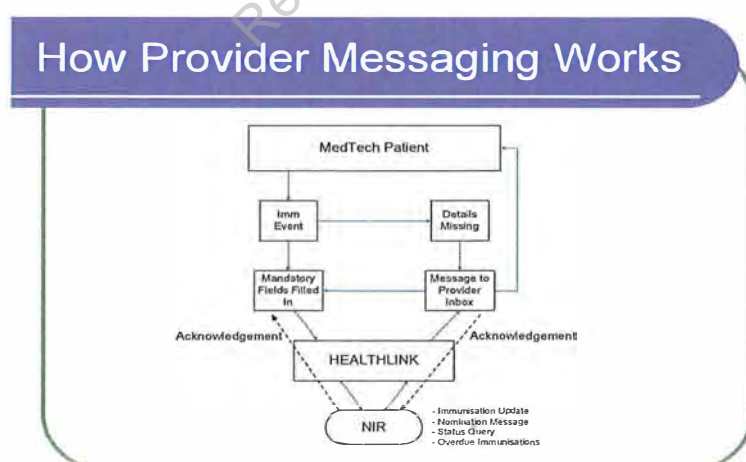 Re
How Provider Messaging Works
MedTech Patient
Imm
Event
Details
Missing
Mandatory
Fields Filled
In
Message to
Provider
Inbox
Acknowledgement
Acknowledgement
HEALTHLINK
NIR
- Immunisation Update
- Nomination Message
- Status Query
- Overdue Immunisations